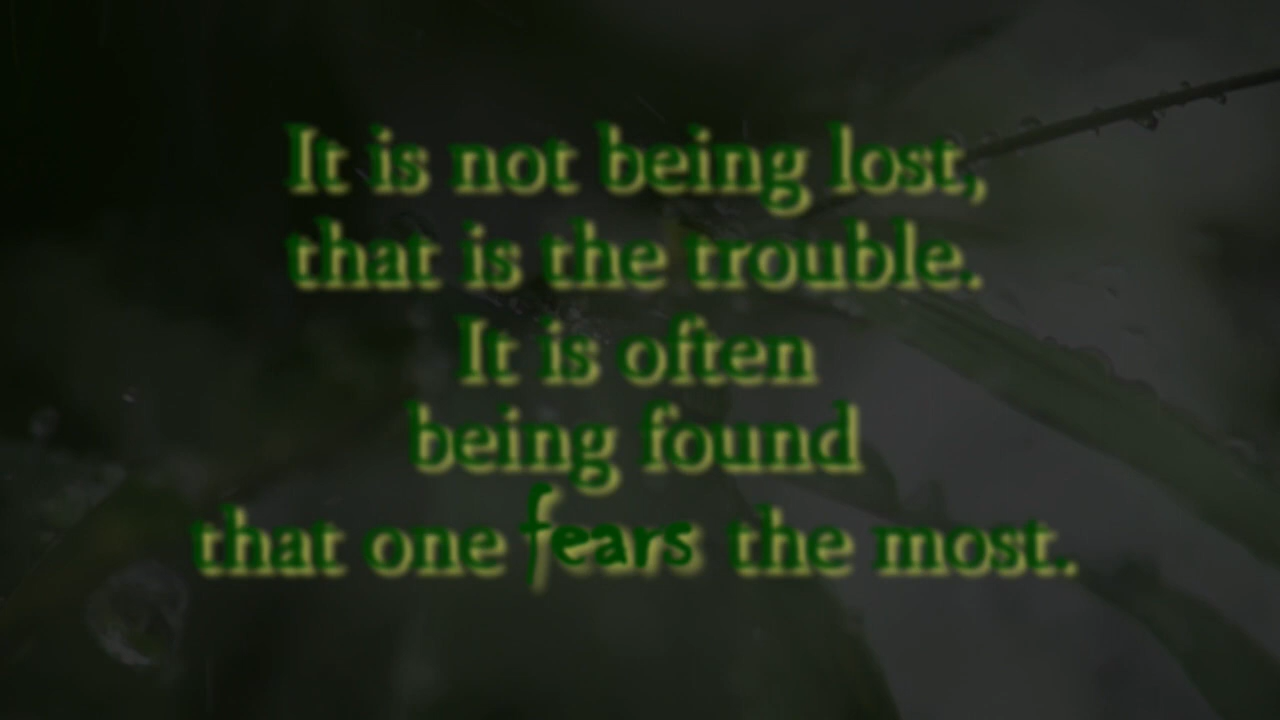 It is not being lost,
that is the trouble.
It is often
being found
that one fears the most.